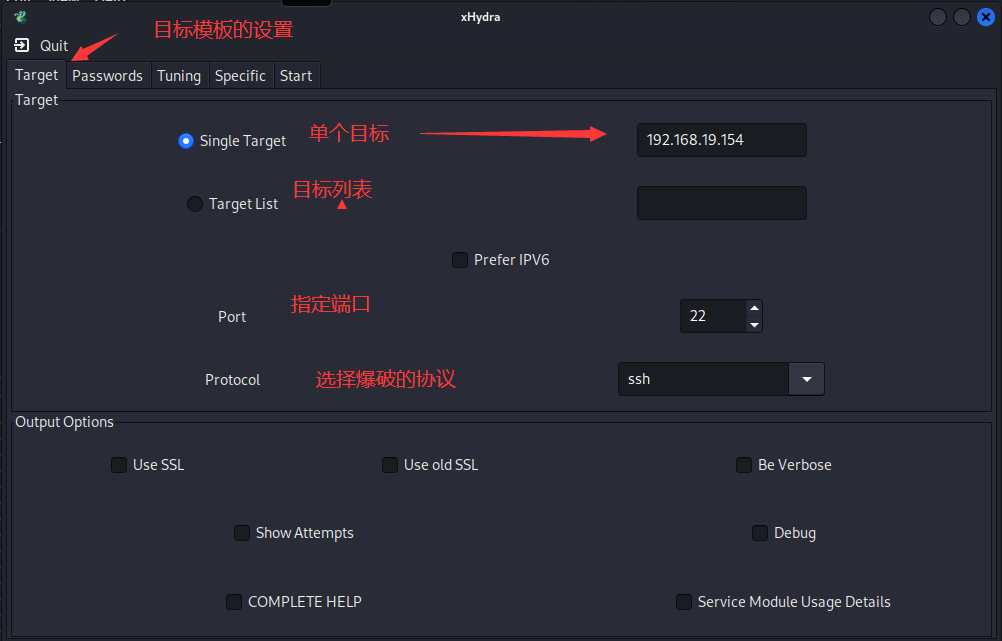 xHydra
目标模板的设置
Quit
Target Passwords Tuning Specific Start
Target
Single Target 单个目标 192.168.19.154
Target List 目标列表
Prefer IPV6
Port 指定端口 22
Protocol 选择爆破的协议 ssh
Output Options
Use SSL Use old SSL Be Verbose
Show Attempts Debug
COMPLETE HELP Service Module Usage Details